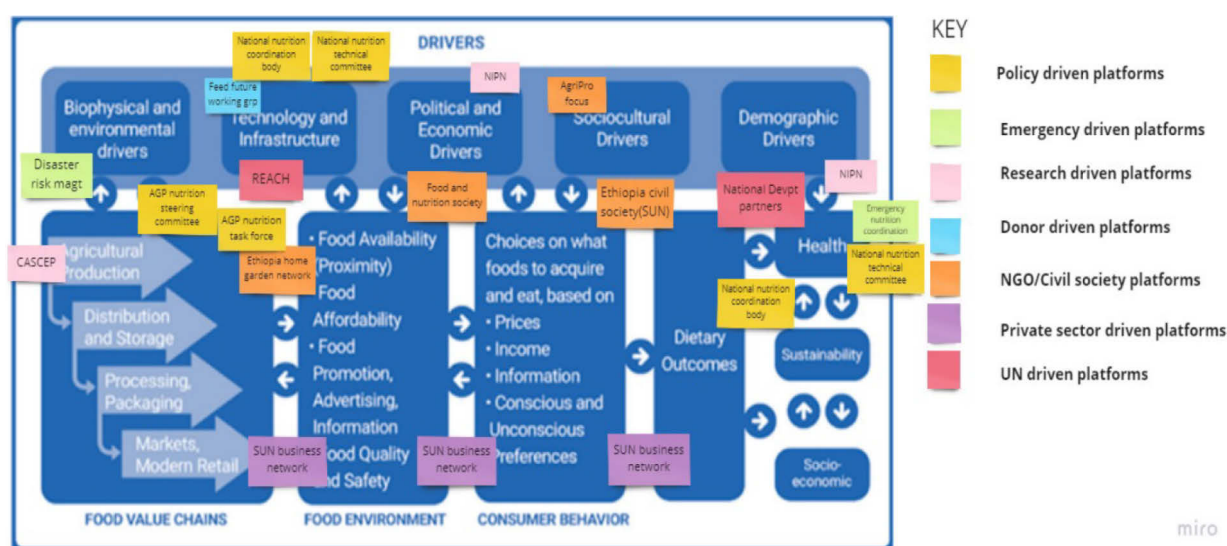 DRIVERS
National nutrition
coordination
body
National nutrition
technical
committee
Feed future
working grp
NIPN
AgriPro
focus
Biophysical and
environmental
drivers
Technology and
Infrastructure
Political and
Economic
Drivers
Sociocultural
Drivers
Demographic
Drivers
Disaster
risk magt
AGP nutrition
steering
committee
REACH
Food and
nutrition society
Ethiopia civil
society(SUN)
National Devpt
partners
NIPN
AGP nutrition
task force
Emergency
nutrition
coordination
CASCEP
Agricultural
Production
Ethiopia home
garden network
• Food Availability
(Proximity)
• Food
Affordability
• Food
Promotion,
Advertising,
Information
Food Quality
and Safety
Choices on what
foods to acquire
and eat, based on
• Prices
• Income
• Information
• Conscious and
Unconscious
Preferences
Health
National nutrition
technical
committee
National nutrition
coordination
body
Distribution
and Storage
Processing,
Packaging
Markets,
Modern Retail
Dietary
Outcomes
Sustainability
Socio-
economic
SUN business
network
SUN business
network
SUN business
network
FOOD VALUE CHAINS
FOOD ENVIRONMENT
CONSUMER BEHAVIOR
KEY
Policy driven platforms
Emergency driven platforms
Research driven platforms
Donor driven platforms
NGO/Civil society platforms
Private sector driven platforms
UN driven platforms
miro